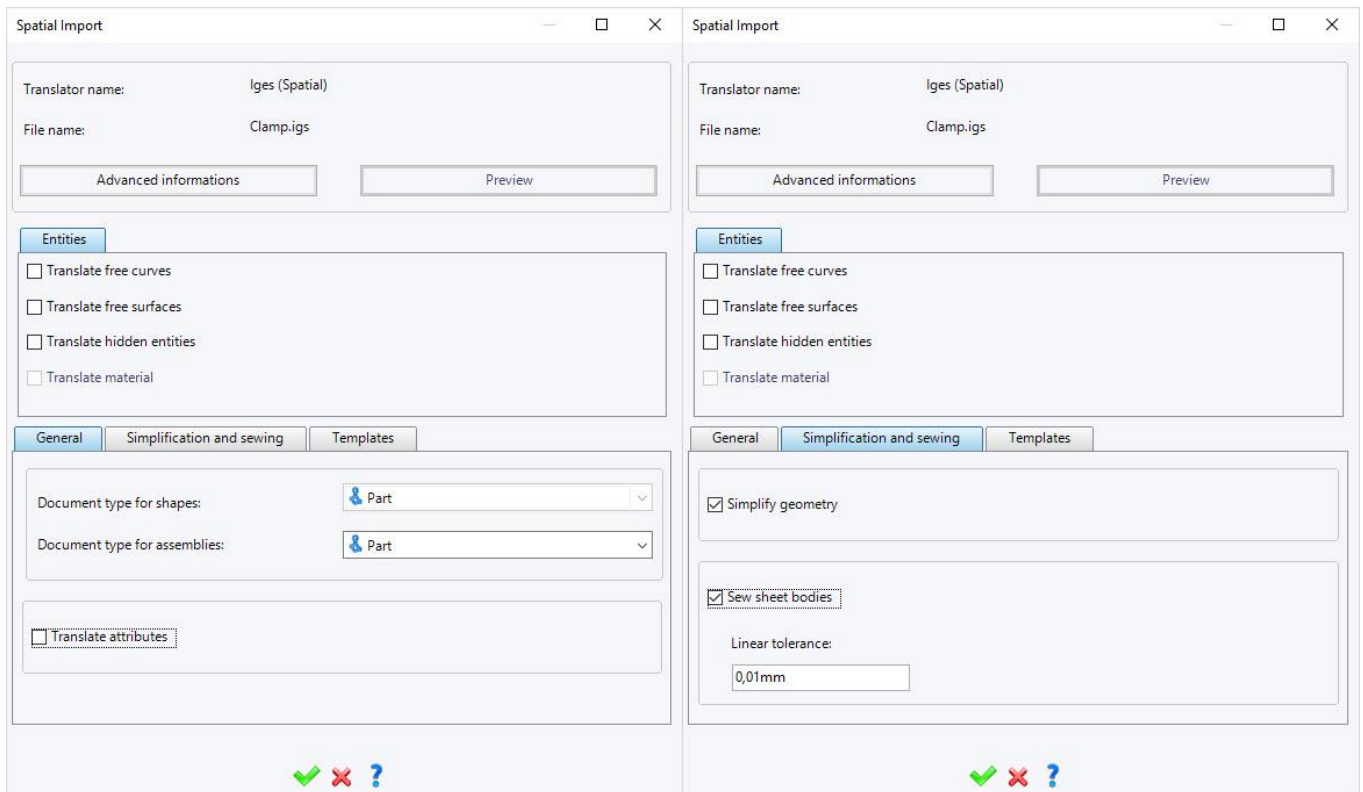 Spatial Import
Translator name: Iges (Spatial)
File name: Clamp.igs
Advanced informations Preview
Entities
Translate free curves
Translate free surfaces
Translate hidden entities
Translate material
General Simplification and sewing Templates
Document type for shapes: Part
Document type for assemblies: Part
Translate attributes
Spatial Import
Translator name: Iges (Spatial)
File name: Clamp.igs
Advanced informations Preview
Entities
Translate free curves
Translate free surfaces
Translate hidden entities
Translate material
General Simplification and sewing Templates
Simplify geometry
Sew sheet bodies
Linear tolerance:
0,01mm